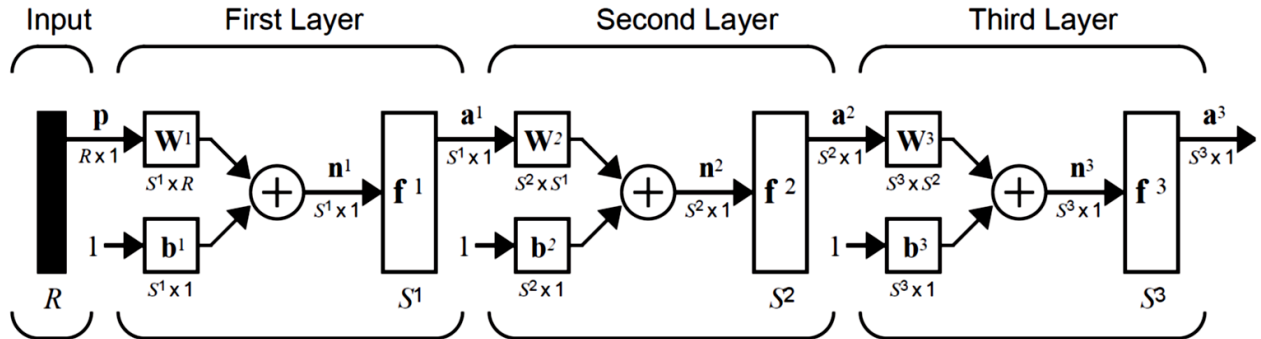 Input First Layer Second Layer Third Layer
p a¹ a² a³
W¹ W² W³
R x 1 S¹ x 1 S² x 1 S³ x 1
n¹ n² n³
S¹ x R S² x S¹ S³ x S²
+ f ¹ + f ² + f ³
S¹ x 1 S² x 1 S³ x 1
1 b¹ 1 b² 1 b³
S¹ x 1 S² x 1 S³ x 1
R S¹ S² S³